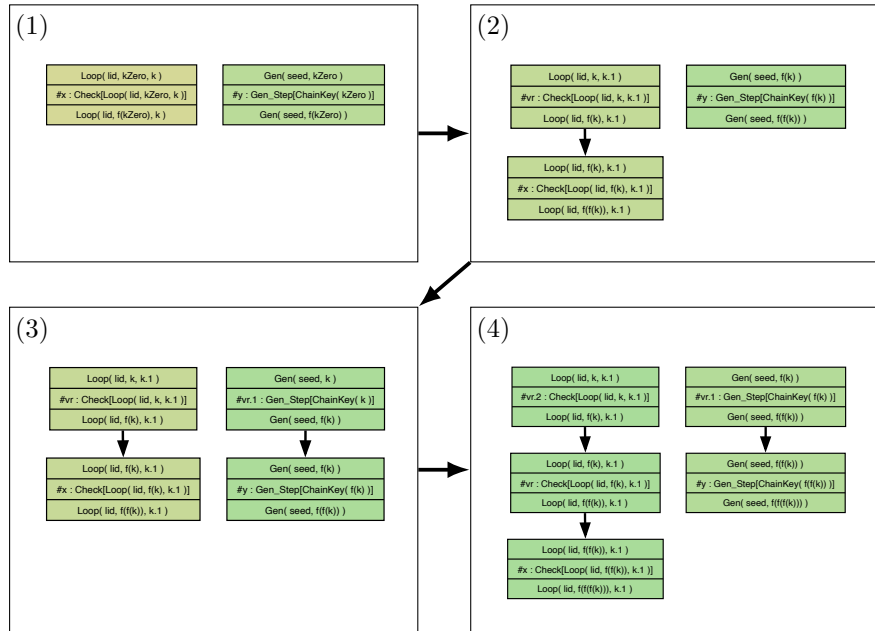 (1)
Loop( lid, kZero, k )
#x : Check[Loop( lid, kZero, k )]
Loop( lid, f(kZero), k )
Gen( seed, kZero )
#y : Gen_Step[ChainKey( kZero )]
Gen( seed, f(kZero) )
(2)
Loop( lid, k, k.1 )
#vr : Check[Loop( lid, k, k.1 )]
Loop( lid, f(k), k.1 )
Loop( lid, f(k), k.1 )
#x : Check[Loop( lid, f(k), k.1 )]
Loop( lid, f(f(k)), k.1 )
Gen( seed, f(k) )
#y : Gen_Step[ChainKey( f(k) )]
Gen( seed, f(f(k)) )
(3)
Loop( lid, k, k.1 )
#vr : Check[Loop( lid, k, k.1 )]
Loop( lid, f(k), k.1 )
Loop( lid, f(k), k.1 )
#x : Check[Loop( lid, f(k), k.1 )]
Loop( lid, f(f(k)), k.1 )
Gen( seed, k )
#vr.1 : Gen_Step[ChainKey( k )]
Gen( seed, f(k) )
Gen( seed, f(k) )
#y : Gen_Step[ChainKey( f(k) )]
Gen( seed, f(f(k)) )
(4)
Loop( lid, k, k.1 )
#vr.2 : Check[Loop( lid, k, k.1 )]
Loop( lid, f(k), k.1 )
Loop( lid, f(k), k.1 )
#vr : Check[Loop( lid, f(k), k.1 )]
Loop( lid, f(f(k)), k.1 )
Loop( lid, f(f(k)), k.1 )
#x : Check[Loop( lid, f(f(k)), k.1 )]
Loop( lid, f(f(f(k))), k.1 )
Gen( seed, f(k) )
#vr.1 : Gen_Step[ChainKey( f(k) )]
Gen( seed, f(f(k)) )
Gen( seed, f(f(k)) )
#y : Gen_Step[ChainKey( f(f(k)) )]
Gen( seed, f(f(f(k))) )